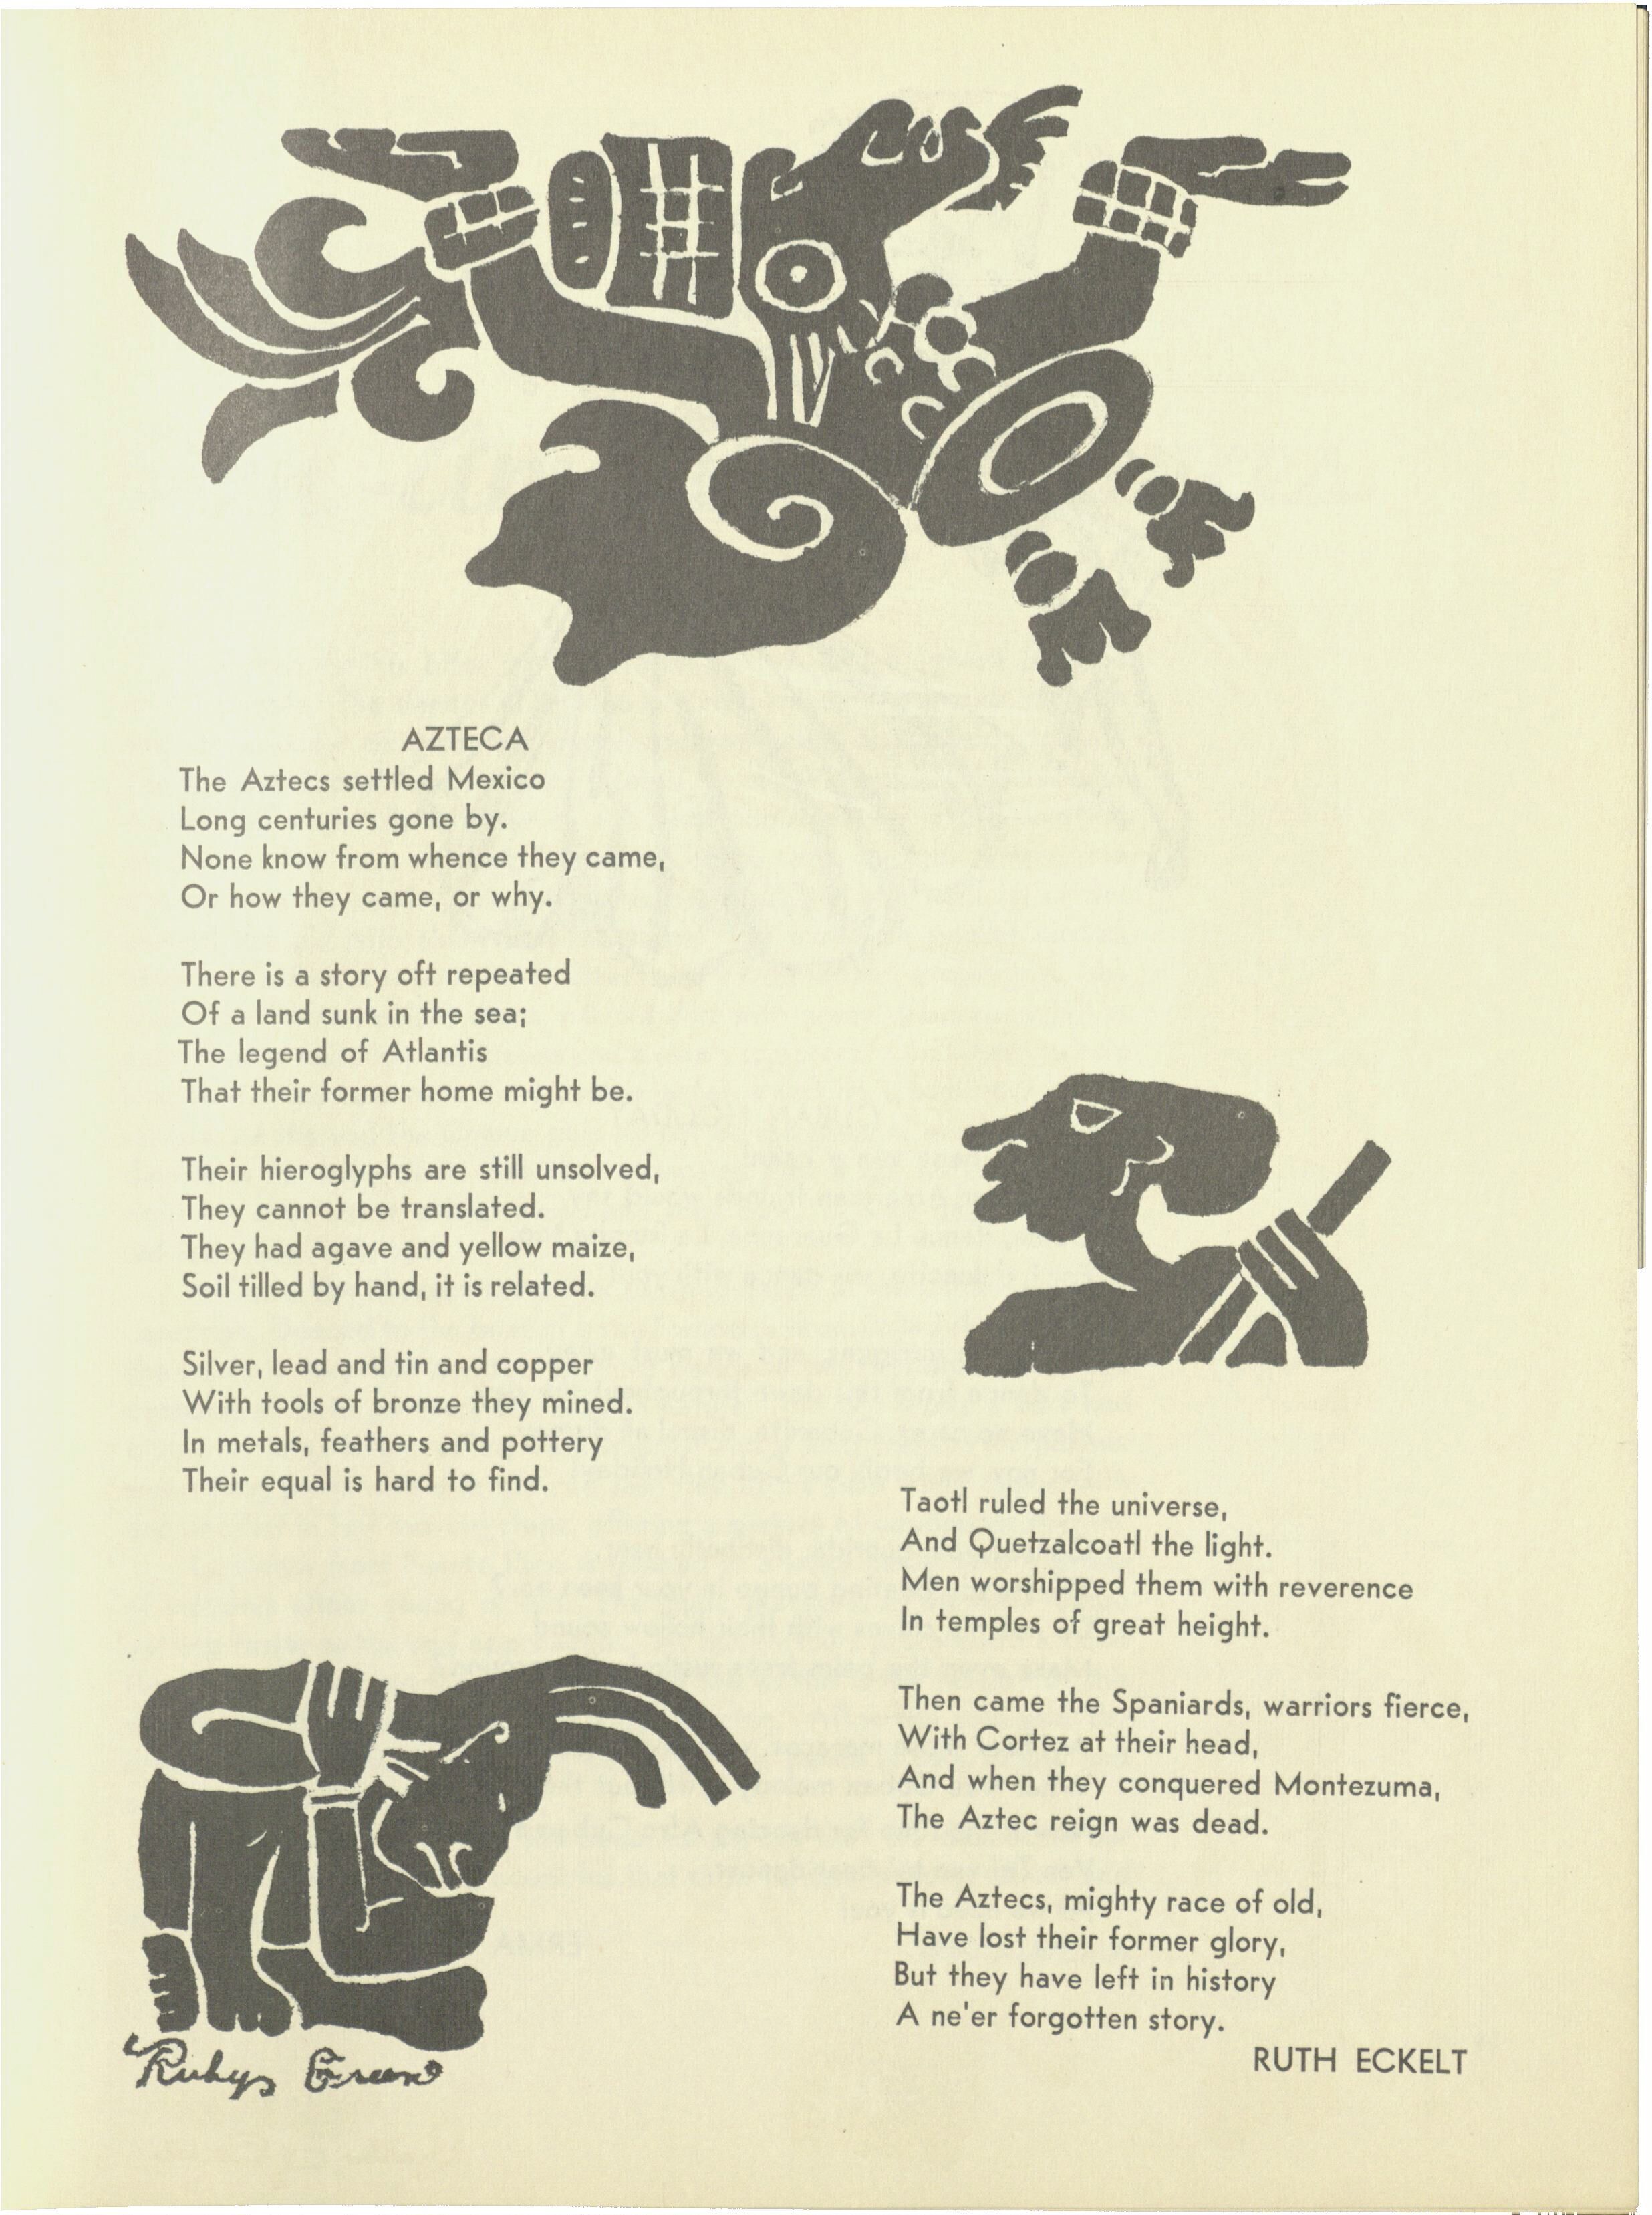 AZTECA
The Aztecs settled Mexico
Long centuries gone by.
None know from whence they came,
Or how they came, or why.
There is a story oft repeated
Of a land sunk in the sea;
The legend of Atlantis
That their former home might be.
Their hieroglyphs are still unsolved,
They cannot be translated.
They had agave and yellow maize,
Soil tilled by hand, it is related.
Silver, lead and tin and copper
With tools of bronze they mined.
In metals, feathers and pottery
Their equal is hard to find.
Taotl ruled the universe,
And Quetzalcoatl the light.
Men worshipped them with reverence
In temples of great height.
Then came the Spaniards, warriors fierce,
With Cortez at their head,
And when they conquered Montezuma,
The Aztec reign was dead.
The Aztecs, mighty race of old,
Have lost their former glory,
But they have left in history
A ne'er forgotten story.
RUTH ECKELT
Green